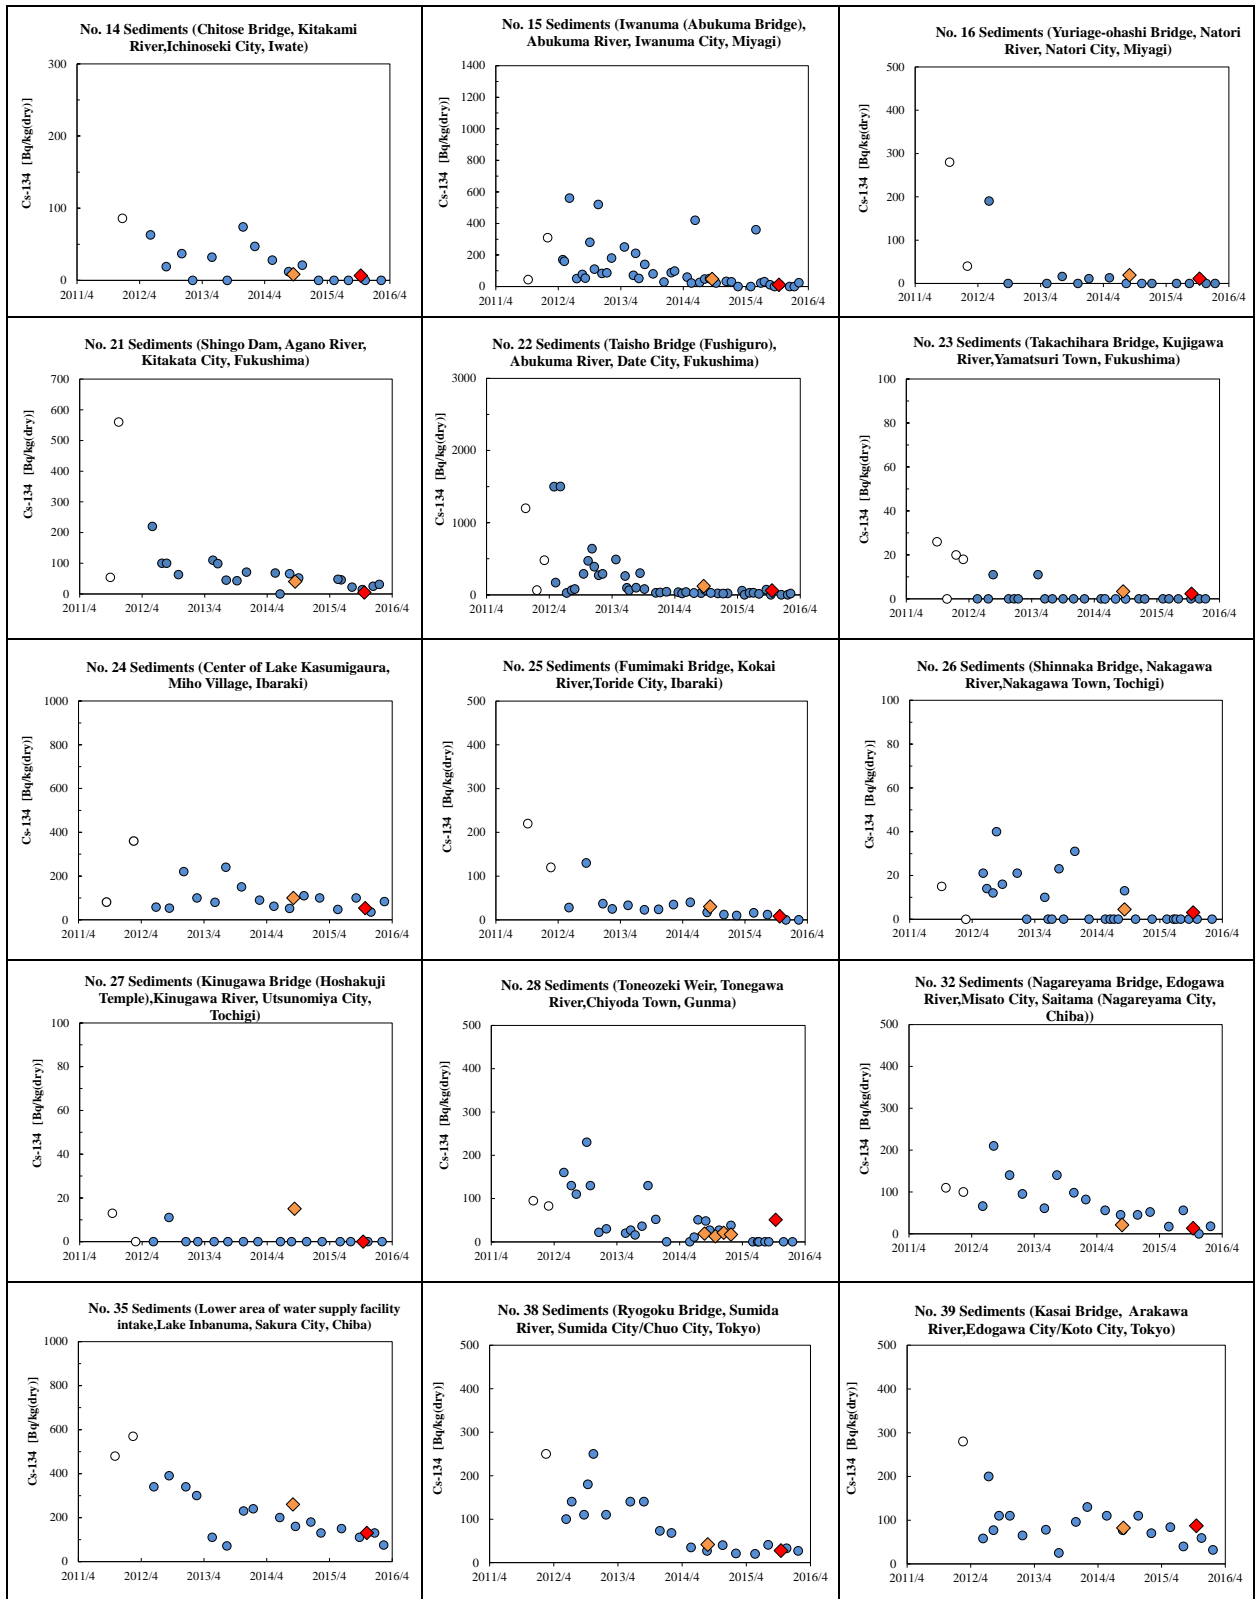 No. 14 Sediments (Chitose Bridge, Kitakami
River,Ichinoseki City, Iwate)
Cs-134 [Bq/kg(dry)]
300
200
100
0
2011/4 2012/4 2013/4 2014/4 2015/4 2016/4
No. 15 Sediments (Iwanuma (Abukuma Bridge),
Abukuma River, Iwanuma City, Miyagi)
Cs-134 [Bq/kg(dry)]
1400
1200
1000
800
600
400
200
0
2011/4 2012/4 2013/4 2014/4 2015/4 2016/4
No. 16 Sediments (Yuriage-ohashi Bridge, Natori
River, Natori City, Miyagi)
Cs-134 [Bq/kg(dry)]
500
400
300
200
100
0
2011/4 2012/4 2013/4 2014/4 2015/4 2016/4
No. 21 Sediments (Shingo Dam, Agano River,
Kitakata City, Fukushima)
Cs-134 [Bq/kg(dry)]
700
600
500
400
300
200
100
0
2011/4 2012/4 2013/4 2014/4 2015/4 2016/4
No. 22 Sediments (Taisho Bridge (Fushiguro),
Abukuma River, Date City, Fukushima)
Cs-134 [Bq/kg(dry)]
3000
2000
1000
0
2011/4 2012/4 2013/4 2014/4 2015/4 2016/4
No. 23 Sediments (Takachihara Bridge, Kujigawa
River,Yamatsuri Town, Fukushima)
Cs-134 [Bq/kg(dry)]
100
80
60
40
20
0
2011/4 2012/4 2013/4 2014/4 2015/4 2016/4
No. 24 Sediments (Center of Lake Kasumigaura,
Miho Village, Ibaraki)
Cs-134 [Bq/kg(dry)]
1000
800
600
400
200
0
2011/4 2012/4 2013/4 2014/4 2015/4 2016/4
No. 25 Sediments (Fumimaki Bridge, Kokai
River,Toride City, Ibaraki)
Cs-134 [Bq/kg(dry)]
500
400
300
200
100
0
2011/4 2012/4 2013/4 2014/4 2015/4 2016/4
No. 26 Sediments (Shinnaka Bridge, Nakagawa
River,Nakagawa Town, Tochigi)
Cs-134 [Bq/kg(dry)]
100
80
60
40
20
0
2011/4 2012/4 2013/4 2014/4 2015/4 2016/4
No. 27 Sediments (Kinugawa Bridge (Hoshakuji
Temple),Kinugawa River, Utsunomiya City,
Tochigi)
Cs-134 [Bq/kg(dry)]
100
80
60
40
20
0
2011/4 2012/4 2013/4 2014/4 2015/4 2016/4
No. 28 Sediments (Toneozeki Weir, Tonegawa
River,Chiyoda Town, Gunma)
Cs-134 [Bq/kg(dry)]
500
400
300
200
100
0
2011/4 2012/4 2013/4 2014/4 2015/4 2016/4
No. 32 Sediments (Nagareyama Bridge, Edogawa
River,Misato City, Saitama (Nagareyama City,
Chiba))
Cs-134 [Bq/kg(dry)]
500
400
300
200
100
0
2011/4 2012/4 2013/4 2014/4 2015/4 2016/4
No. 35 Sediments (Lower area of water supply facility
intake,Lake Inbanuma, Sakura City, Chiba)
Cs-134 [Bq/kg(dry)]
1000
800
600
400
200
0
2011/4 2012/4 2013/4 2014/4 2015/4 2016/4
No. 38 Sediments (Ryogoku Bridge, Sumida
River, Sumida City/Chuo City, Tokyo)
Cs-134 [Bq/kg(dry)]
500
400
300
200
100
0
2011/4 2012/4 2013/4 2014/4 2015/4 2016/4
No. 39 Sediments (Kasai Bridge, Arakawa
River,Edogawa City/Koto City, Tokyo)
Cs-134 [Bq/kg(dry)]
500
400
300
200
100
0
2011/4 2012/4 2013/4 2014/4 2015/4 2016/4